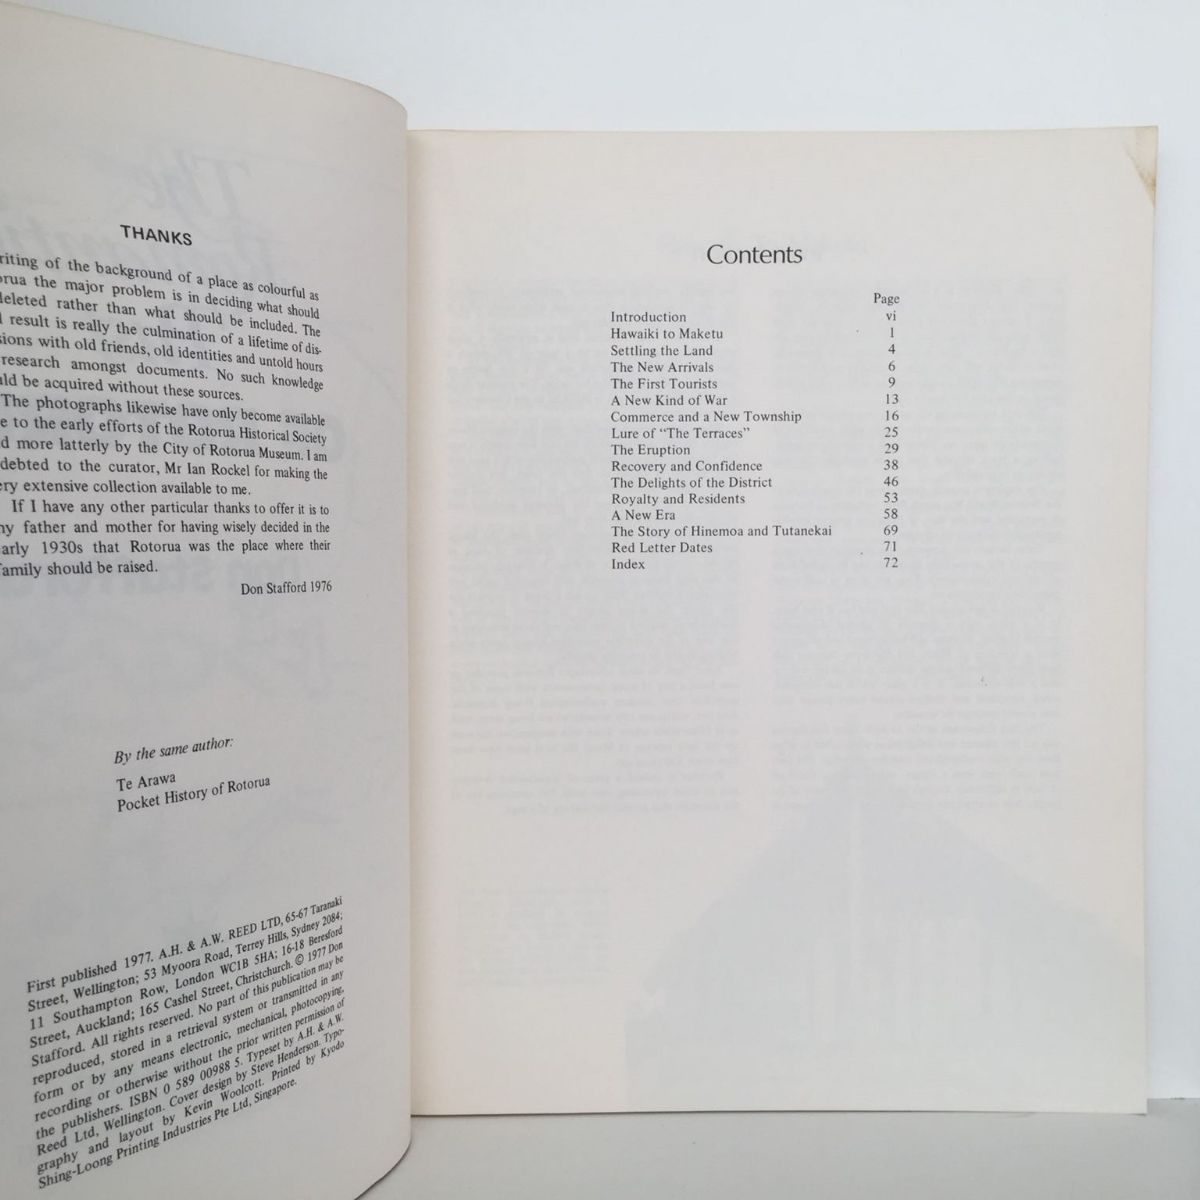 THANKS
riting of the background of a place as colourful as
orua the major problem is in deciding what should
deleted rather than what should be included. The
l result is really the culmination of a lifetime of dis-
sions with old friends, old identities and untold hours
research amongst documents. No such knowledge
uld be acquired without these sources.
The photographs likewise have only become available
e to the early efforts of the Rotorua Historical Society
d more latterly by the City of Rotorua Museum. I am
debted to the curator, Mr Ian Rockel for making the
ery extensive collection available to me.
If I have any other particular thanks to offer it is to
ny father and mother for having wisely decided in the
arly 1930s that Rotorua was the place where their
family should be raised.
Don Stafford 1976
By the same author:
Te Arawa
Pocket History of Rotorua
First published 1977. A.H. & A.W. REED LTD, 65-67 Taranaki
Street, Wellington; 53 Myoora Road, Terrey Hills, Sydney 2084;
11 Southampton Row, London WC1B 5HA; 16-18 Beresford
Street, Auckland; 165 Cashel Street, Christchurch. © 1977 Don
Stafford. All rights reserved. No part of this publication may be
reproduced, stored in a retrieval system or transmitted in any
form or by any means electronic, mechanical, photocopying,
recording or otherwise without the prior written permission of
the publishers. ISBN 0 589 00988 5. Typeset by A.H. & A.W.
Reed Ltd, Wellington. Cover design by Steve Henderson. Typo-
graphy and layout by Kevin Woolcott. Printed by Kyodo
Shing-Loong Printing Industries Pte Ltd, Singapore.
Contents
Page
Introduction vi
Hawaiki to Maketu 1
Settling the Land 4
The New Arrivals 6
The First Tourists 9
A New Kind of War 13
Commerce and a New Township 16
Lure of "The Terraces" 25
The Eruption 29
Recovery and Confidence 38
The Delights of the District 46
Royalty and Residents 53
A New Era 58
The Story of Hinemoa and Tutanekai 69
Red Letter Dates 71
Index 72